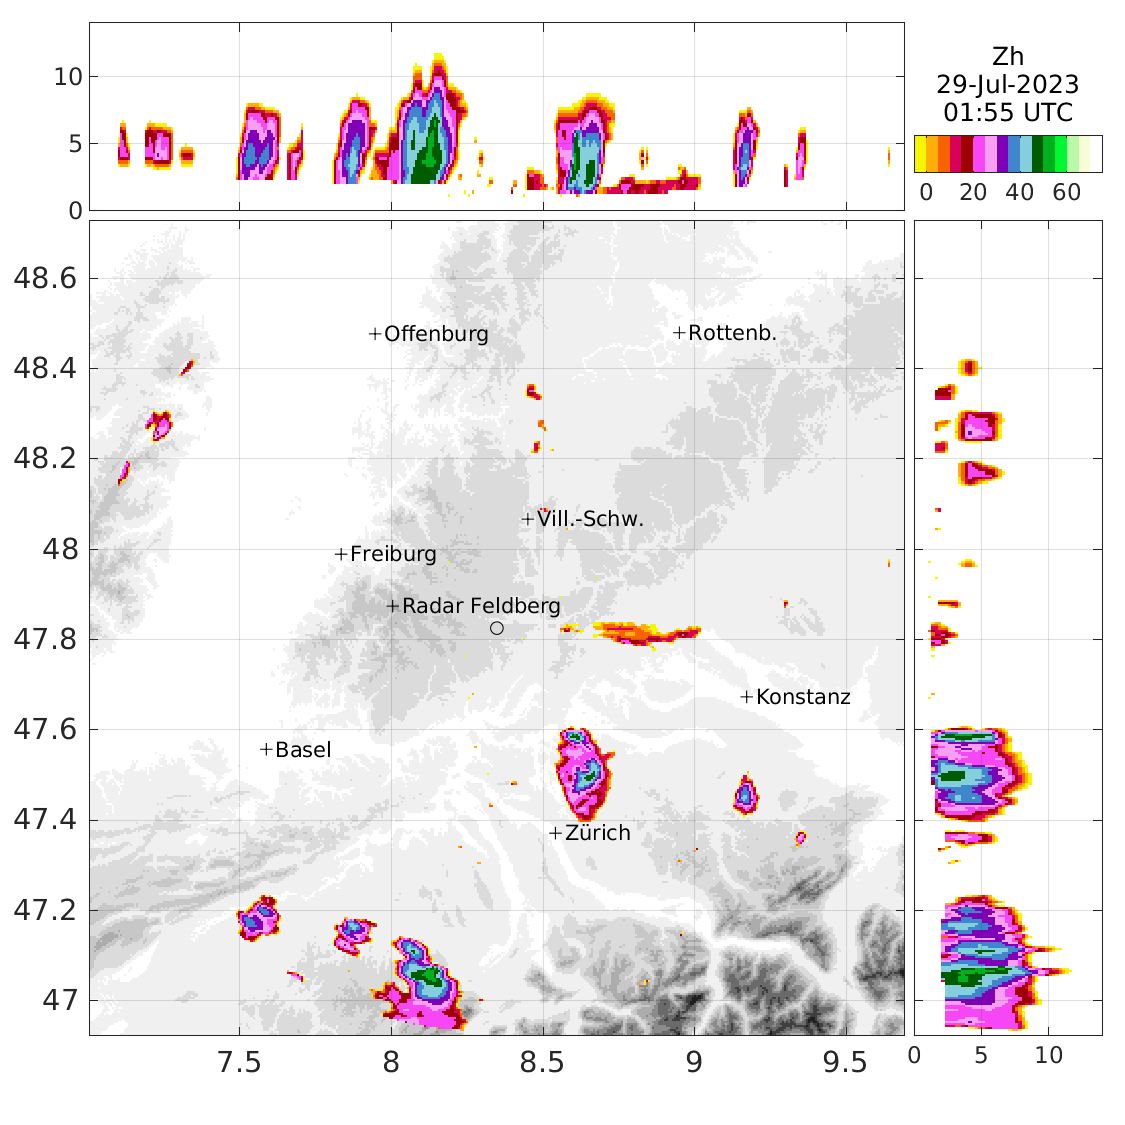 10
5
0
Zh
29-Jul-2023
01:55 UTC
0 20 40 60
48.6
48.4
48.2
48
47.8
47.6
47.4
47.2
47
Offenburg
Rottenb.
Vill.-Schw.
Freiburg
Radar Feldberg
Konstanz
Basel
Zürich
7.5 8 8.5 9 9.5
0 5 10